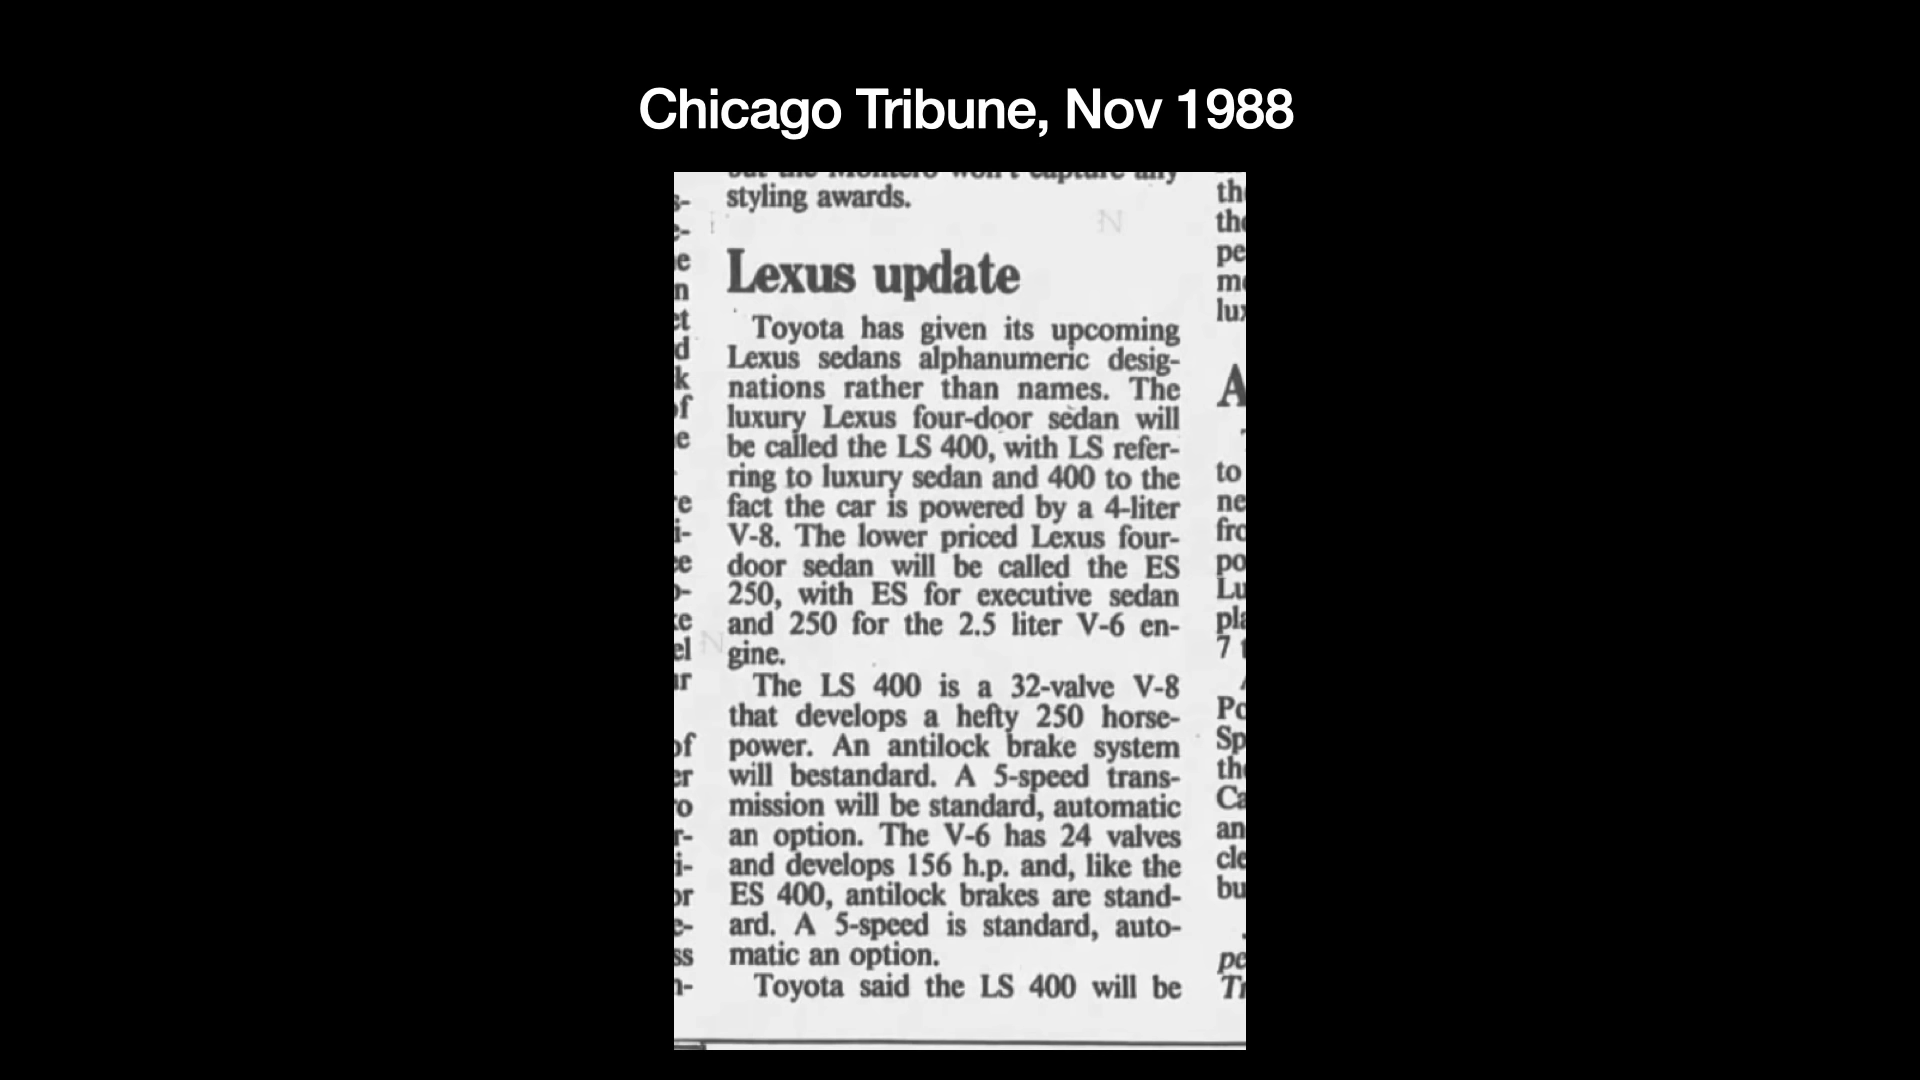 Chicago Tribune, Nov 1988
but the Montero won't capture any
styling awards.
Lexus update
Toyota has given its upcoming
Lexus sedans alphanumeric desig-
nations rather than names. The
luxury Lexus four-door sedan will
be called the LS 400, with LS refer-
ring to luxury sedan and 400 to the
fact the car is powered by a 4-liter
V-8. The lower priced Lexus four-
door sedan will be called the ES
250, with ES for executive sedan
and 250 for the 2.5 liter V-6 en-
gine.
The LS 400 is a 32-valve V-8
that develops a hefty 250 horse-
power. An antilock brake system
will bestandard. A 5-speed trans-
mission will be standard, automatic
an option. The V-6 has 24 valves
and develops 156 h.p. and, like the
ES 400, antilock brakes are stand-
ard. A 5-speed is standard, auto-
matic an option.
Toyota said the LS 400 will be